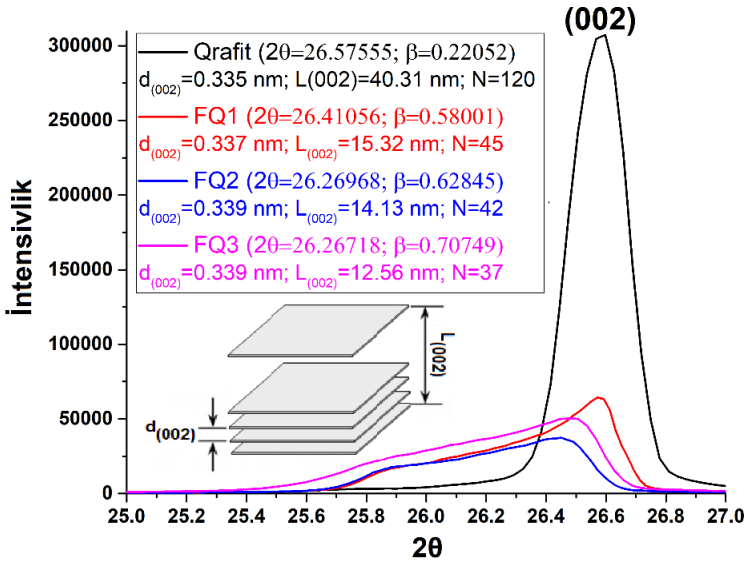 (002)
Qrafit (2θ=26.57555; β=0.22052)
d(002)=0.335 nm; L(002)=40.31 nm; N=120
FQ1 (2θ=26.41056; β=0.58001)
d(002)=0.337 nm; L(002)=15.32 nm; N=45
FQ2 (2θ=26.26968; β=0.62845)
d(002)=0.339 nm; L(002)=14.13 nm; N=42
FQ3 (2θ=26.26718; β=0.70749)
d(002)=0.339 nm; L(002)=12.56 nm; N=37
İntensivlik
300000
250000
200000
150000
100000
50000
0
L(002)
d(002)
25.0 25.2 25.4 25.6 25.8 26.0 26.2 26.4 26.6 26.8 27.0
2θ